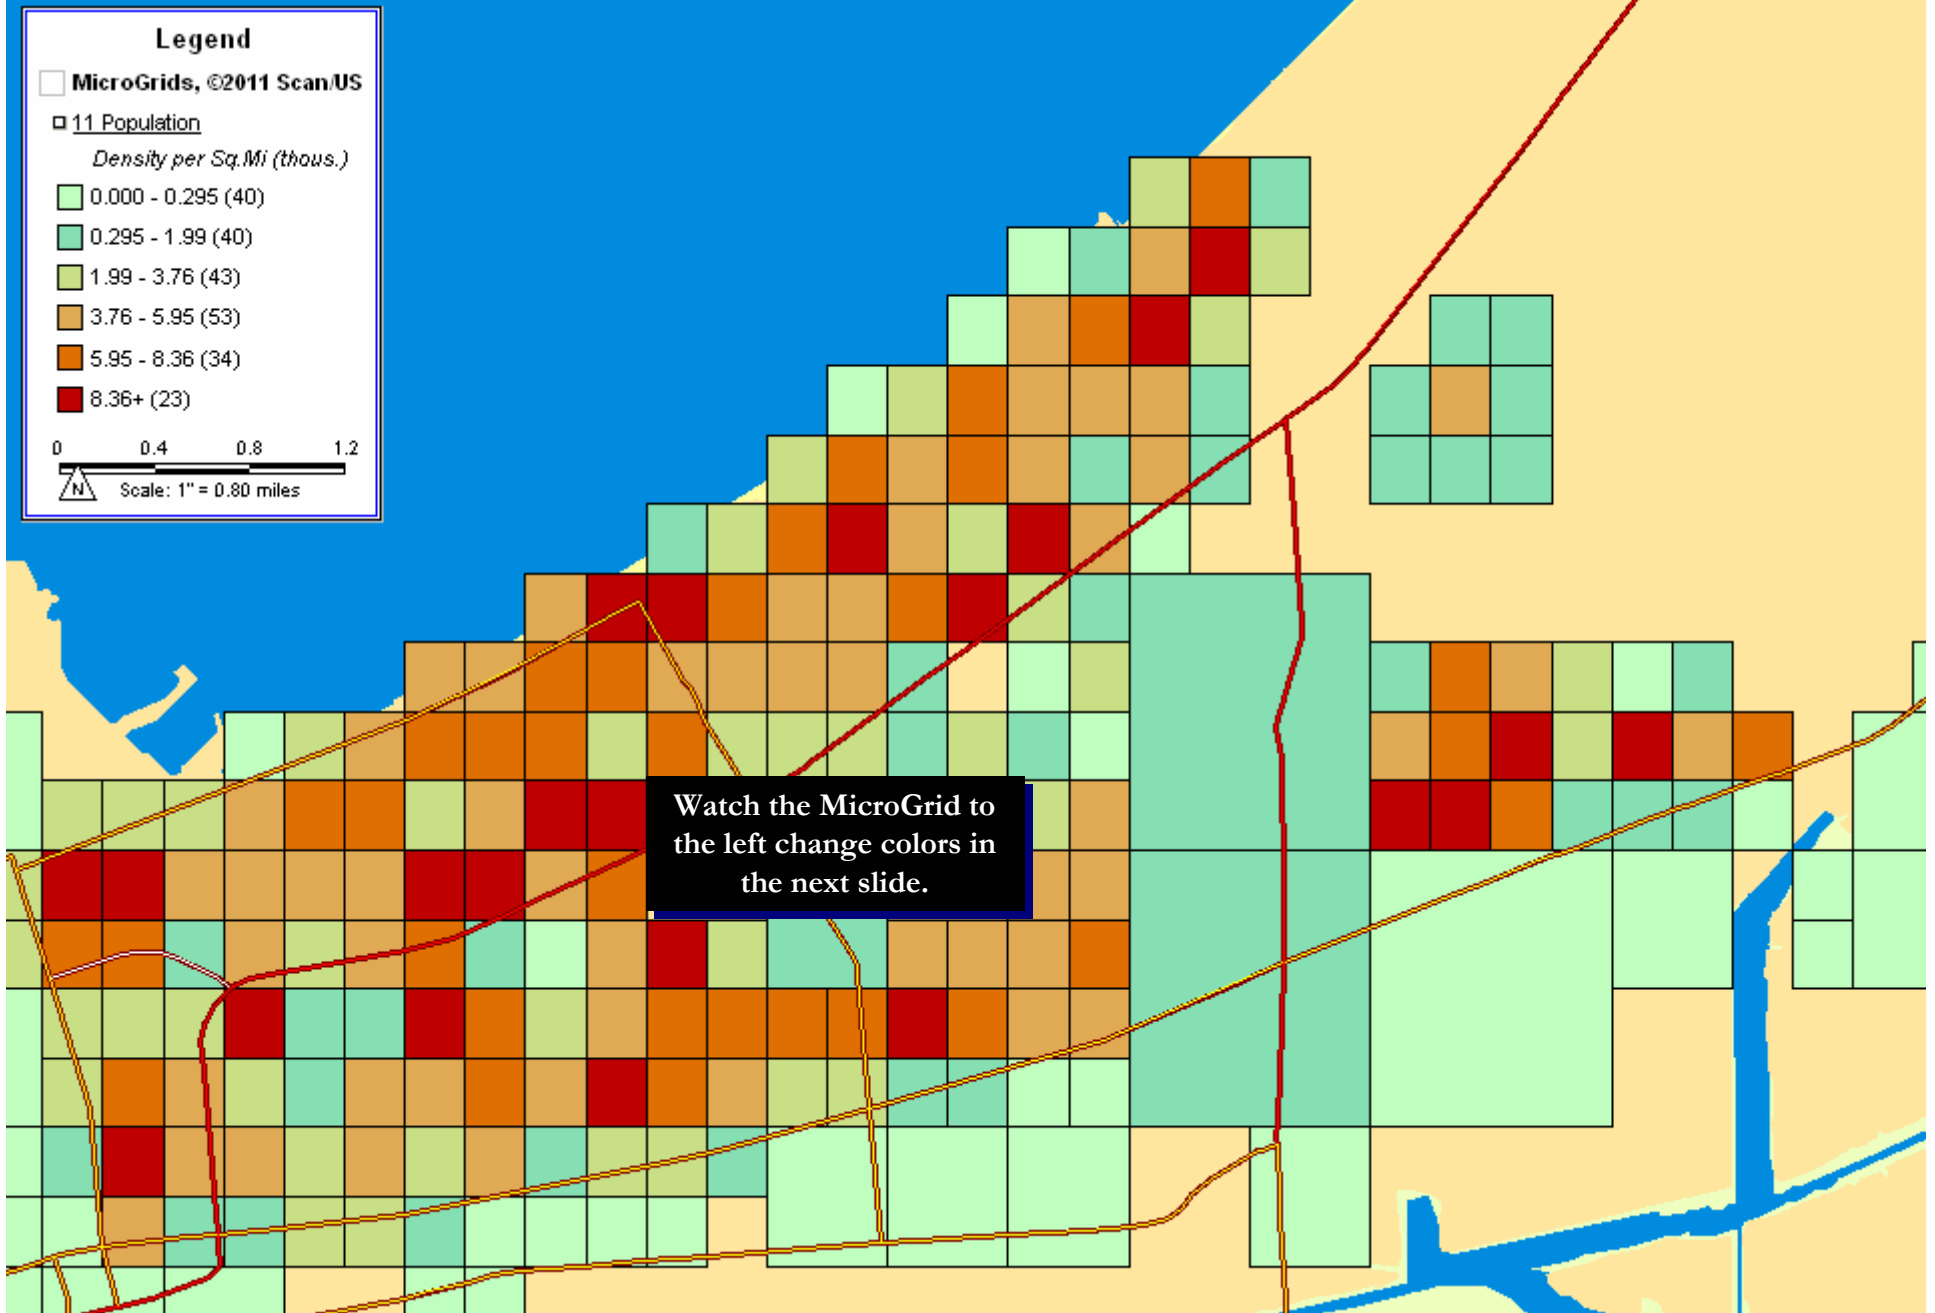 Legend
MicroGrids, ©2011 Scan/US
11 Population
Density per Sq.Mi (thous.)
0.000 - 0.295 (40)
0.295 - 1.99 (40)
1.99 - 3.76 (43)
3.76 - 5.95 (53)
5.95 - 8.36 (34)
8.36+ (23)
0 0.4 0.8 1.2
N Scale: 1" = 0.80 miles
Watch the MicroGrid to
the left change colors in
the next slide.